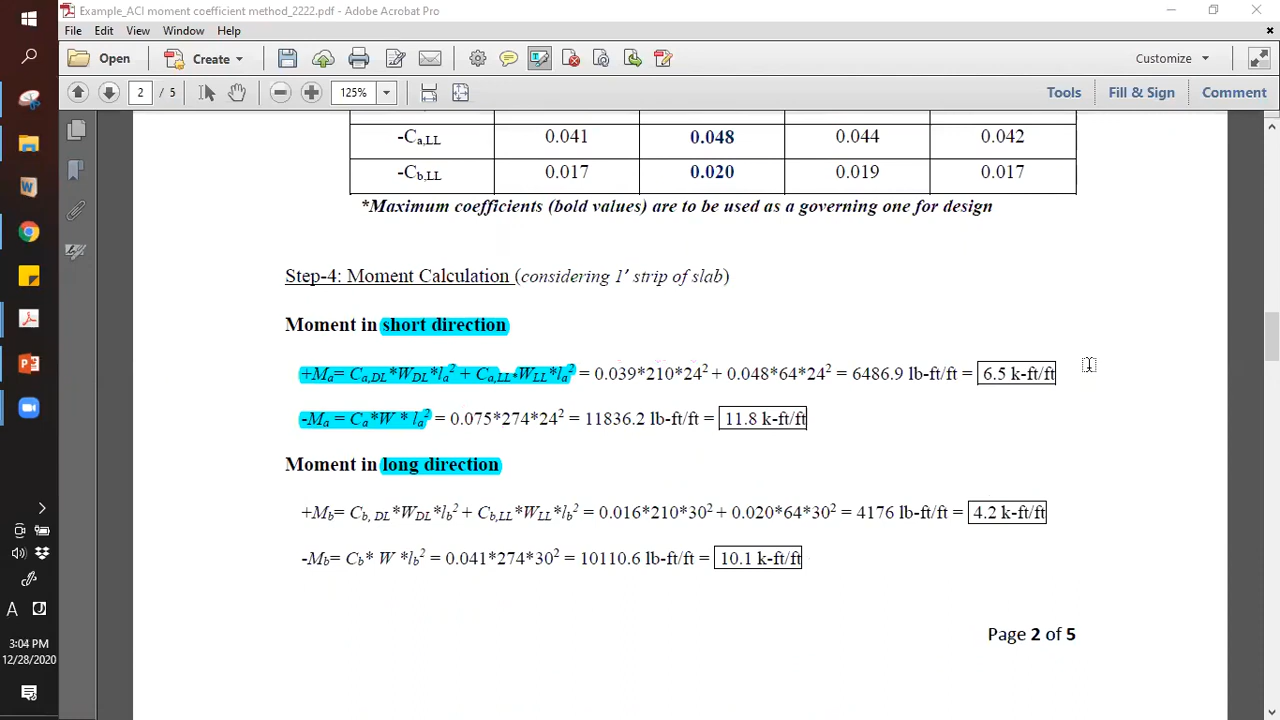 Example_ACI moment coefficient method_2222.pdf - Adobe Acrobat Pro
File Edit View Window Help
Open Create Customize
2 / 5 125% Tools Fill & Sign Comment
-Ca,LL 0.041 0.048 0.044 0.042
-Cb,LL 0.017 0.020 0.019 0.017
*Maximum coefficients (bold values) are to be used as a governing one for design
Step-4: Moment Calculation (considering 1′ strip of slab)
Moment in short direction
+Ma= Ca,DL*WDL*la² + Ca,LL*WLL*la² = 0.039*210*24² + 0.048*64*24² = 6486.9 lb-ft/ft = 6.5 k-ft/ft
-Ma = Ca*W * la² = 0.075*274*24² = 11836.2 lb-ft/ft = 11.8 k-ft/ft
Moment in long direction
+Mb= Cb, DL*WDL*lb² + Cb,LL*WLL*lb² = 0.016*210*30² + 0.020*64*30² = 4176 lb-ft/ft = 4.2 k-ft/ft
-Mb= Cb* W *lb² = 0.041*274*30² = 10110.6 lb-ft/ft = 10.1 k-ft/ft
Page 2 of 5
A
3:04 PM
12/28/2020